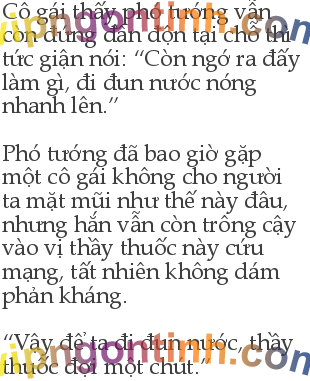 Cô gái thấy phó tướng vẫn
còn đứng đần độn tại chỗ thì
tức giận nói: “Còn ngớ ra đấy
làm gì, đi đun nước nóng
nhanh lên.”
Phó tướng đã bao giờ gặp
một cô gái không cho người
ta mặt mũi như thế này đâu,
nhưng hắn vẫn còn trông cậy
vào vị thầy thuốc này cứu
mạng, tất nhiên không dám
phản kháng.
“Vậy để ta đi đun nước, thầy
thuốc đợi một chút.”
vipngontinh.com
vipngontinh.com